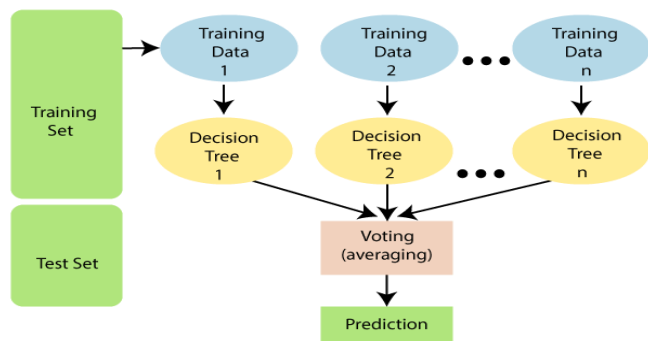 Training
Set
Test Set
Training
Data
1
Training
Data
2
Training
Data
n
Decision
Tree
1
Decision
Tree
2
Decision
Tree
n
Voting
(averaging)
Prediction